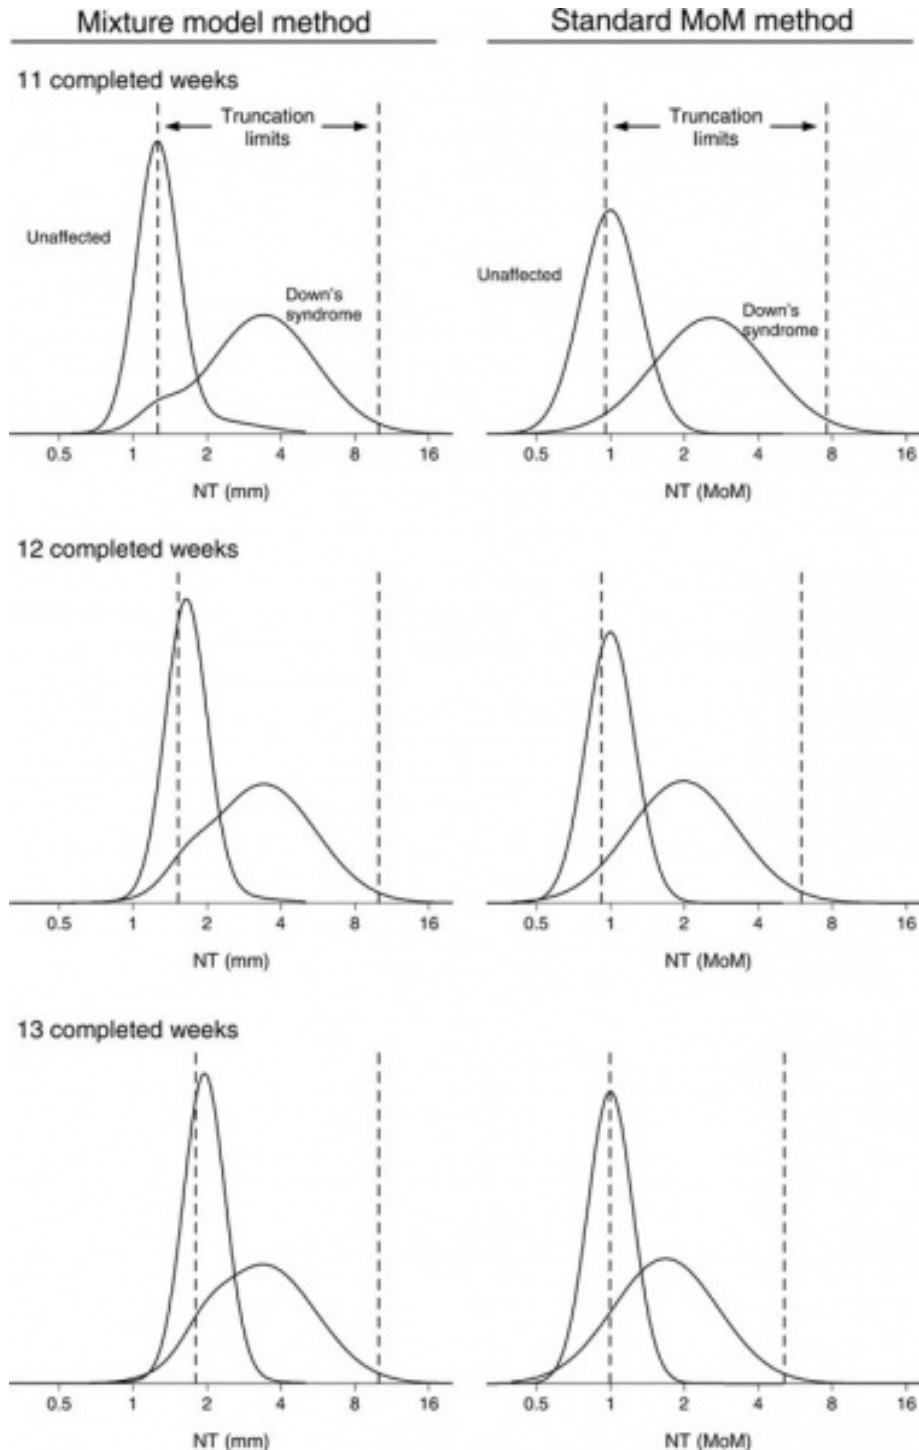 Mixture model method
Standard MoM method
11 completed weeks
Truncation
limits
Unaffected
Down's
syndrome
0.5 1 2 4 8 16
NT (mm)
Truncation
limits
Unaffected
Down's
syndrome
0.5 1 2 4 8 16
NT (MoM)
12 completed weeks
0.5 1 2 4 8 16
NT (mm)
0.5 1 2 4 8 16
NT (MoM)
13 completed weeks
0.5 1 2 4 8 16
NT (mm)
0.5 1 2 4 8 16
NT (MoM)